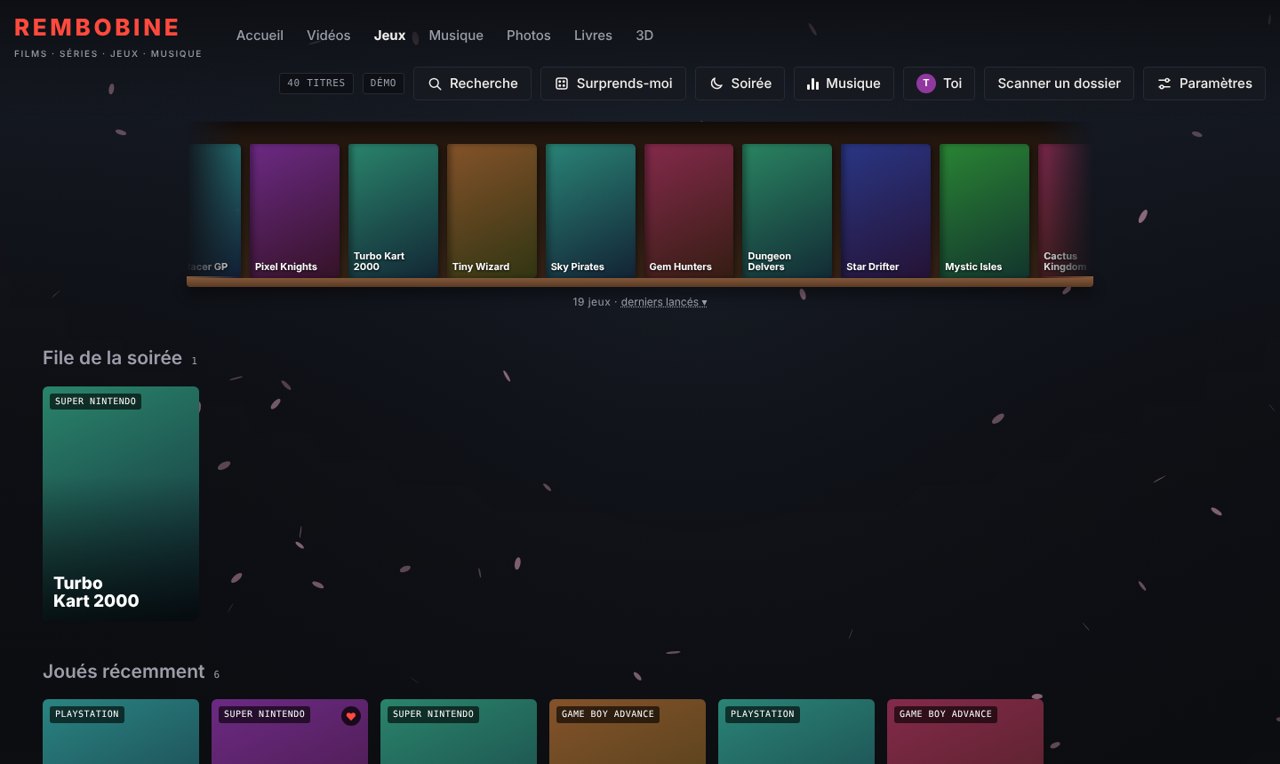 REMBOBINE
FILMS · SÉRIES · JEUX · MUSIQUE
Accueil Vidéos Jeux Musique Photos Livres 3D
40 TITRES DÉMO Recherche Surprends-moi Soirée Musique T Toi Scanner un dossier Paramètres
acer GP
Pixel Knights
Turbo Kart
2000
Tiny Wizard
Sky Pirates
Gem Hunters
Dungeon
Delvers
Star Drifter
Mystic Isles
Cactus
Kingdom
19 jeux · derniers lancés ▾
File de la soirée 1
SUPER NINTENDO
Turbo
Kart 2000
Joués récemment 6
PLAYSTATION
SUPER NINTENDO
SUPER NINTENDO
GAME BOY ADVANCE
PLAYSTATION
GAME BOY ADVANCE